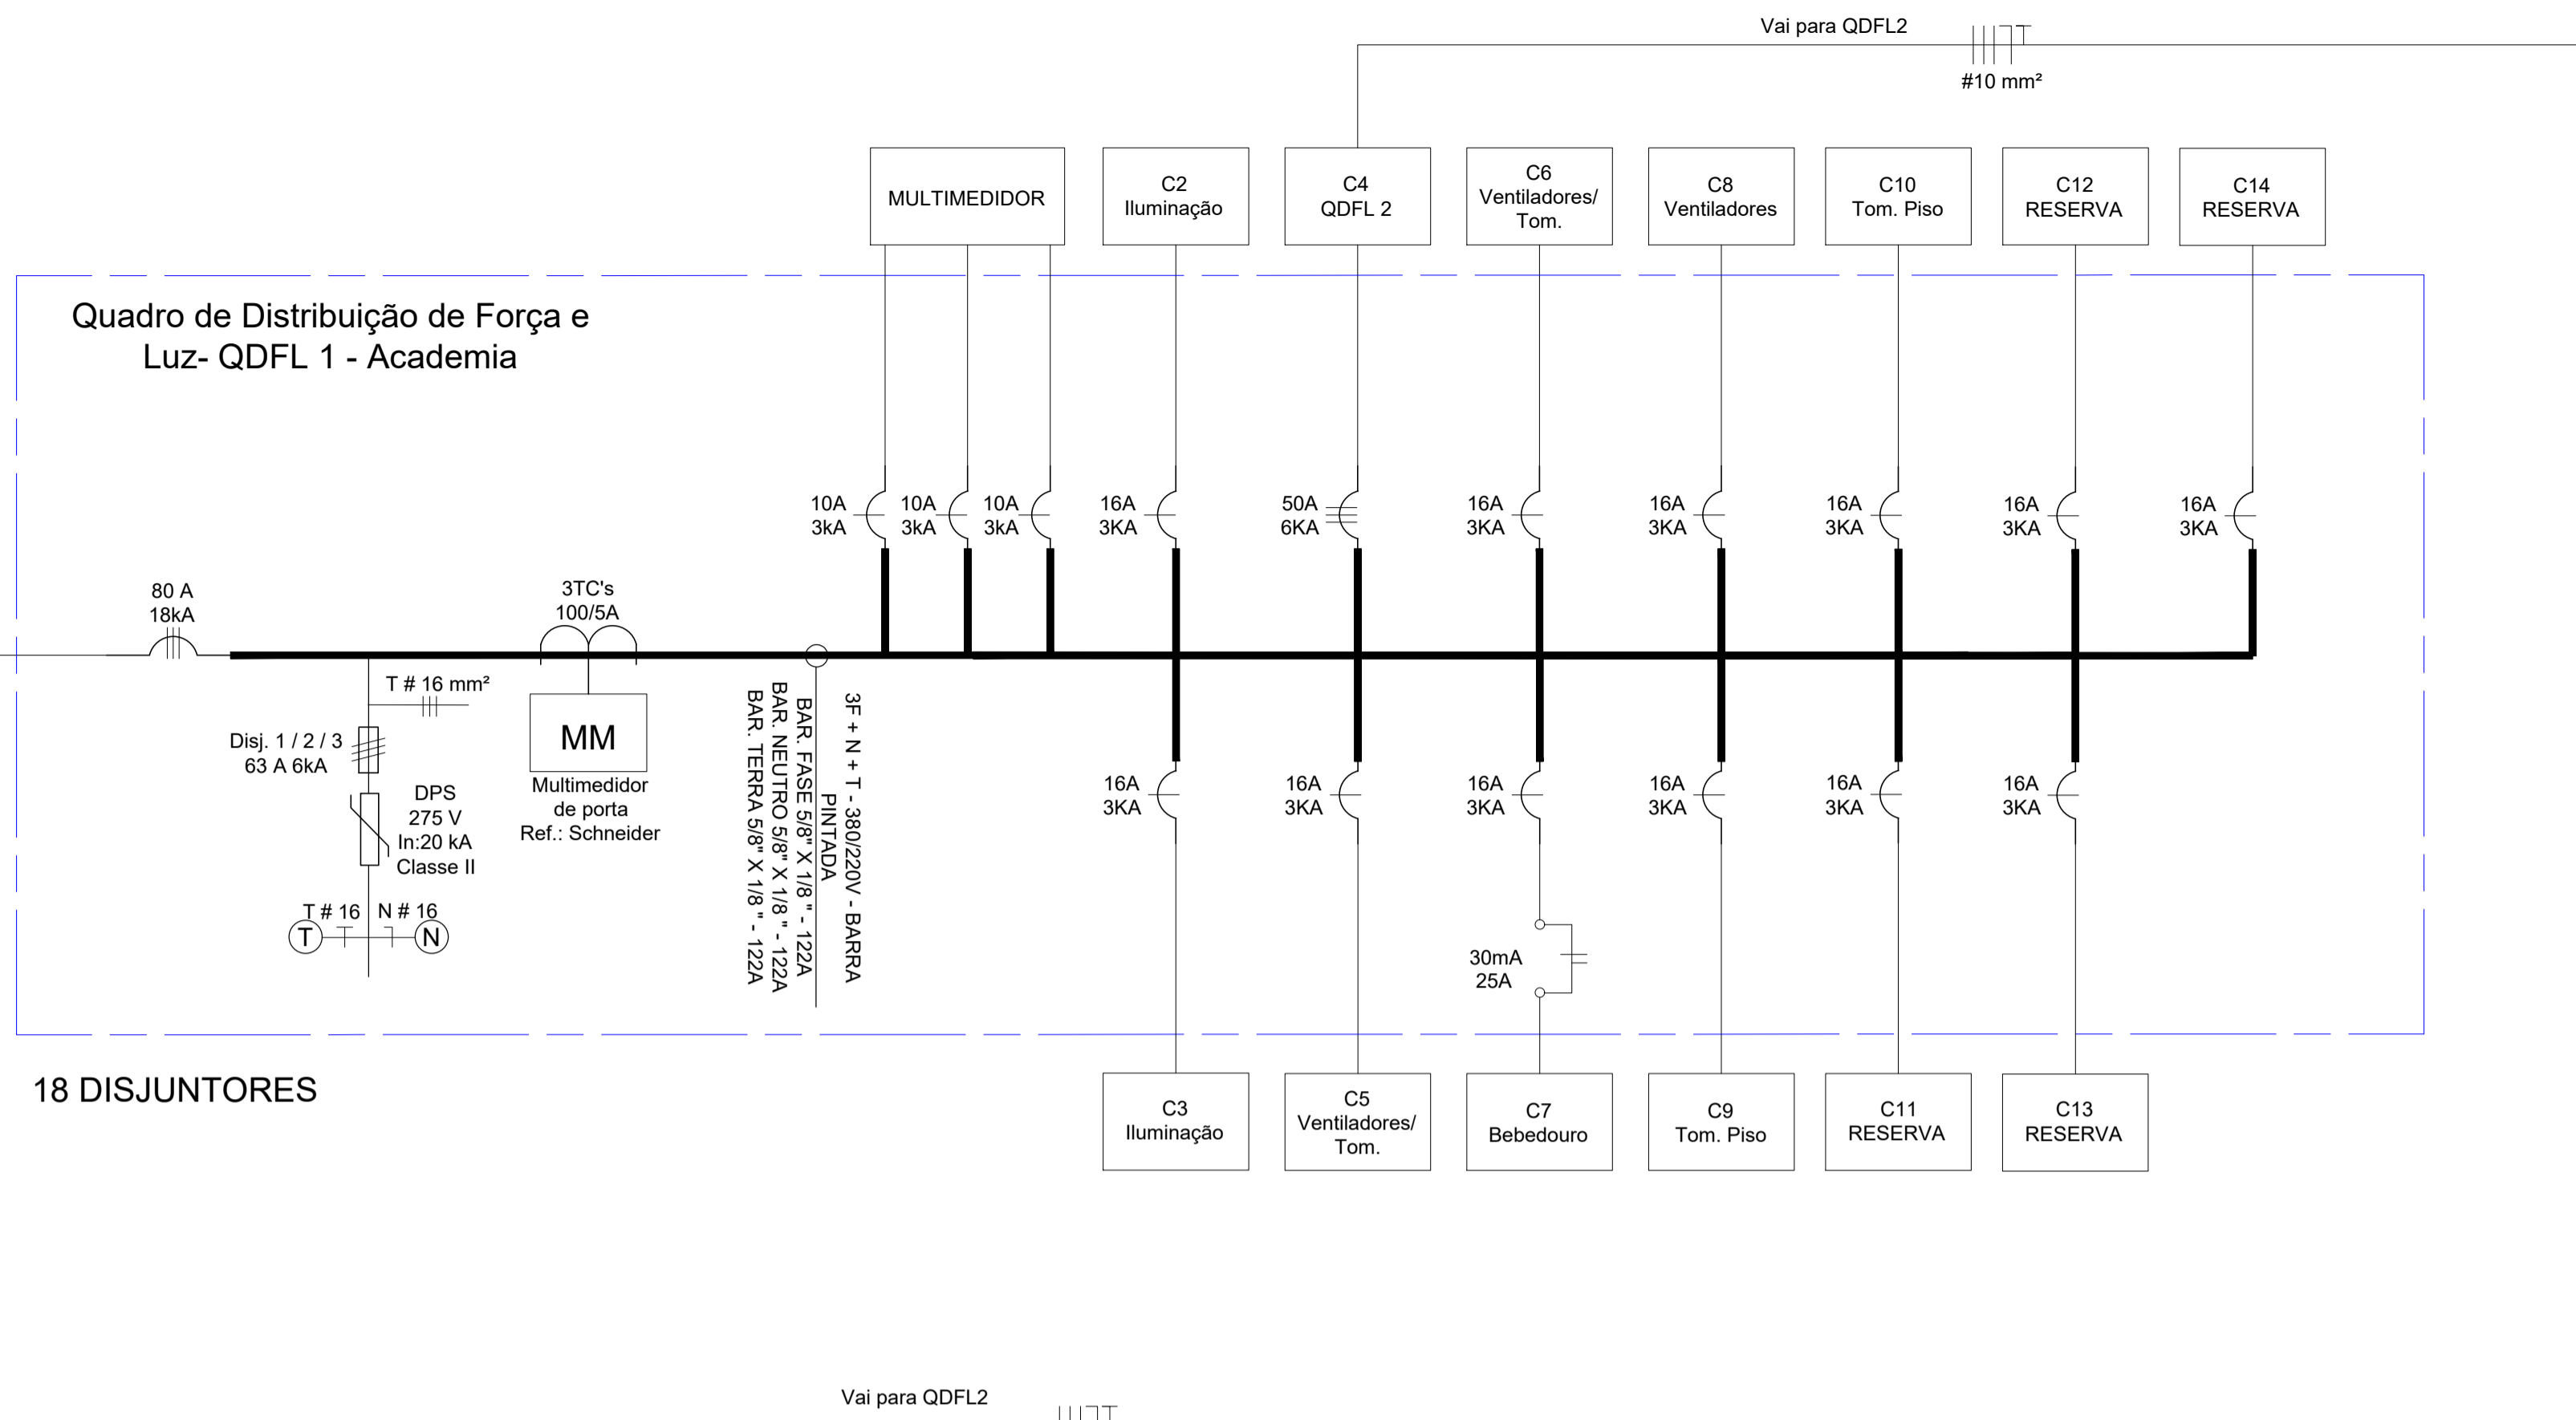 Vai para QDFL2
#10 mm²
MULTIMEDIDOR
C2
Iluminação
C4
QDFL 2
C6
Ventiladores/
Tom.
C8
Ventiladores
C10
Tom. Piso
C12
RESERVA
C14
RESERVA
Quadro de Distribuição de Força e
Luz- QDFL 1 - Academia
10A
3kA
10A
3kA
10A
3kA
16A
3KA
50A
6KA
16A
3KA
16A
3KA
16A
3KA
16A
3KA
16A
3KA
80 A
18kA
3TC's
100/5A
T # 16 mm²
Disj. 1 / 2 / 3
63 A 6kA
DPS
275 V
In:20 kA
Classe II
T # 16
N # 16
T
N
MM
Multimedidor
de porta
Ref.: Schneider
3F + N + T - 380/220V - BARRA
PINTADA
BAR. FASE 5/8" X 1/8 " - 122A
BAR. NEUTRO 5/8" X 1/8 " - 122A
BAR. TERRA 5/8" X 1/8 " - 122A
16A
3KA
16A
3KA
16A
3KA
16A
3KA
16A
3KA
16A
3KA
30mA
25A
18 DISJUNTORES
C3
Iluminação
C5
Ventiladores/
Tom.
C7
Bebedouro
C9
Tom. Piso
C11
RESERVA
C13
RESERVA
Vai para QDFL2